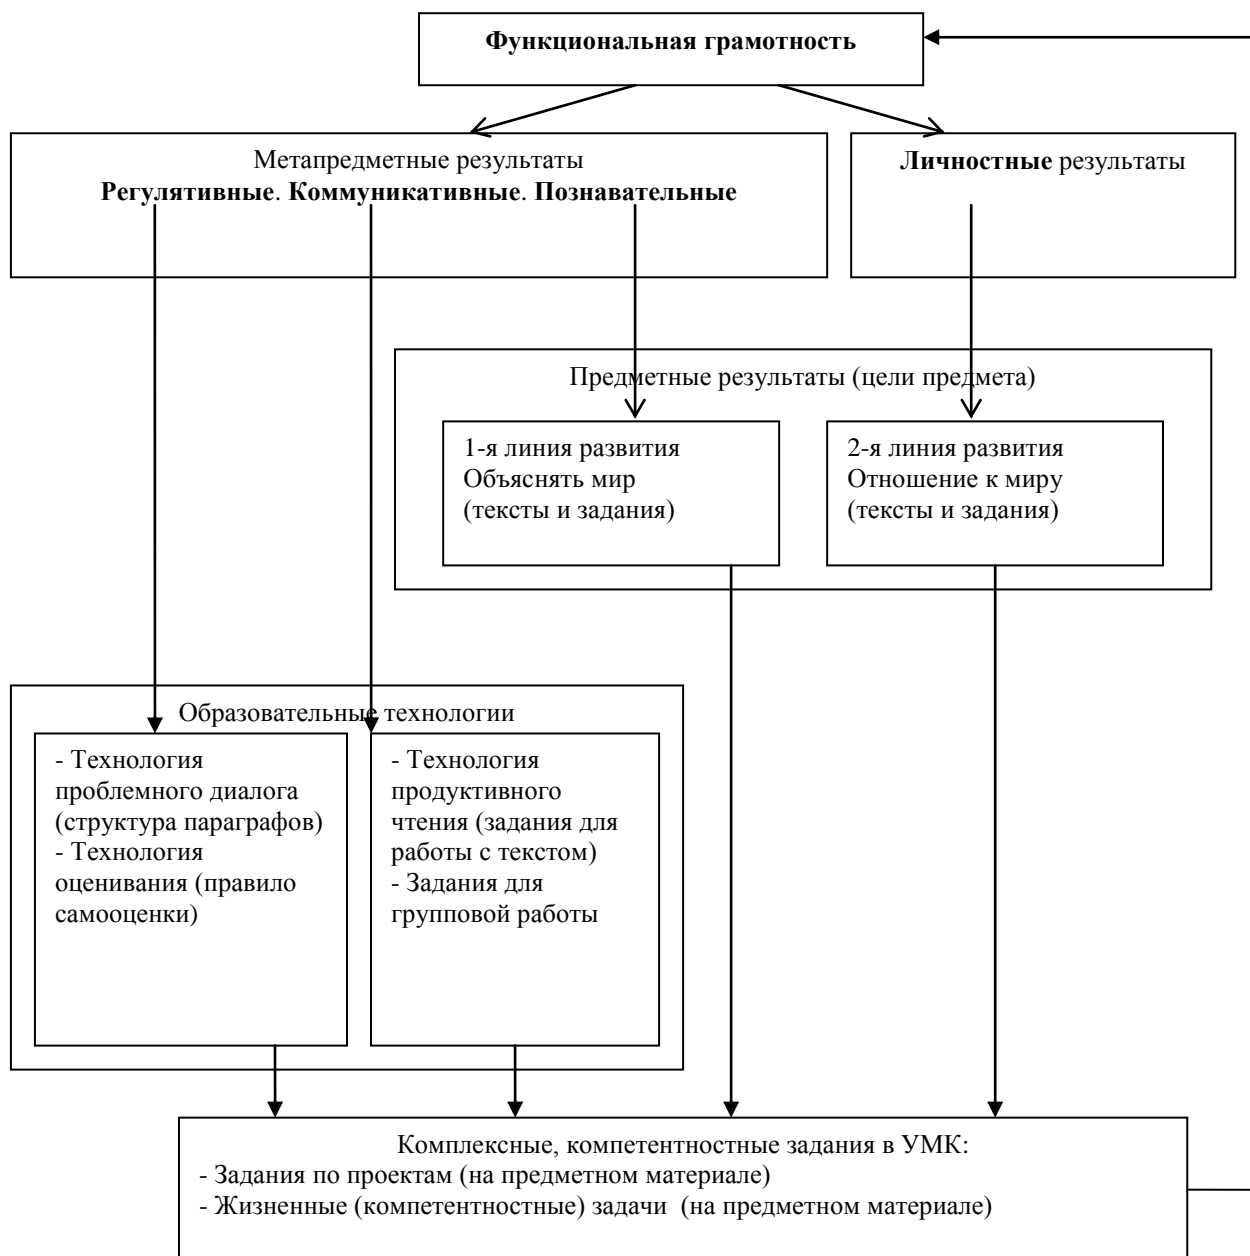 Функциональная грамотность
Метапредметные результаты
Регулятивные. Коммуникативные. Познавательные
Личностные результаты
Предметные результаты (цели предмета)
1-я линия развития
Объяснять мир
(тексты и задания)
2-я линия развития
Отношение к миру
(тексты и задания)
Образовательные технологии
- Технология
проблемного диалога
(структура параграфов)
- Технология
оценивания (правило
самооценки)
- Технология
продуктивного
чтения (задания для
работы с текстом)
- Задания для
групповой работы
Комплексные, компетентностные задания в УМК:
- Задания по проектам (на предметном материале)
- Жизненные (компетентностные) задачи (на предметном материале)